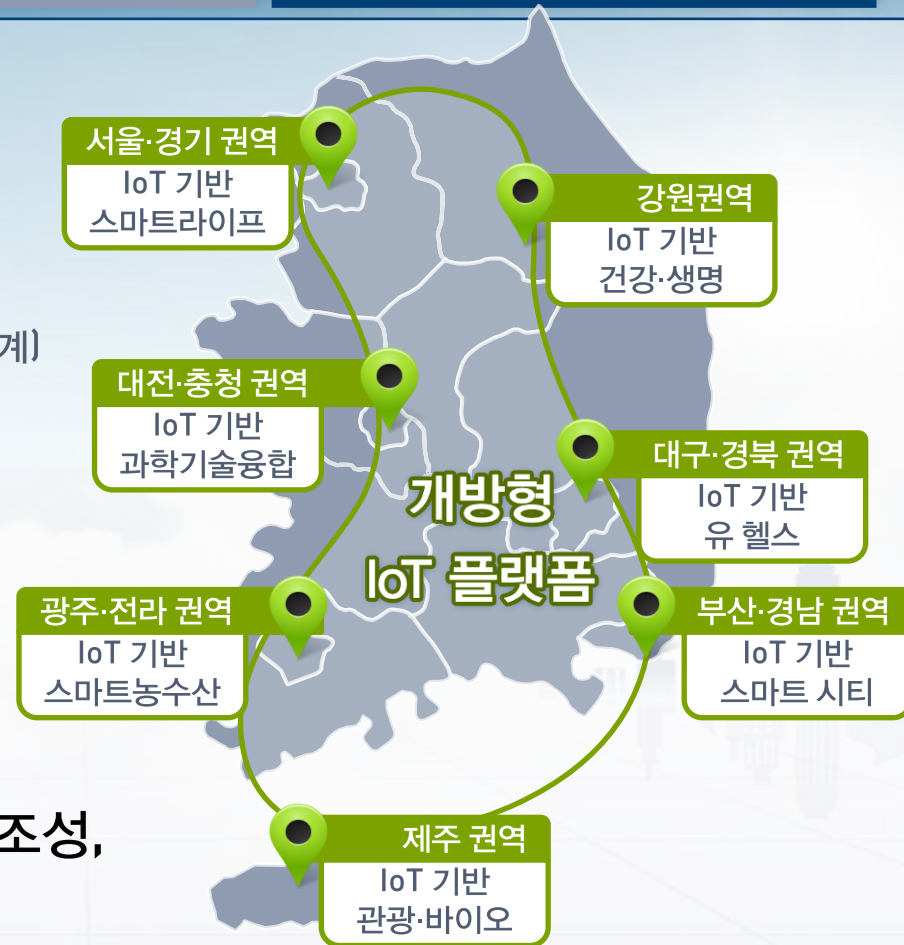 서울·경기 권역
IoT 기반
스마트라이프
강원권역
IoT 기반
건강·생명
계)
대전·충청 권역
IoT 기반
과학기술융합
대구·경북 권역
IoT 기반
유 헬스
개방형
IoT 플랫폼
광주·전라 권역
IoT 기반
스마트농수산
부산·경남 권역
IoT 기반
스마트 시티
조성,
제주 권역
IoT 기반
관광·바이오